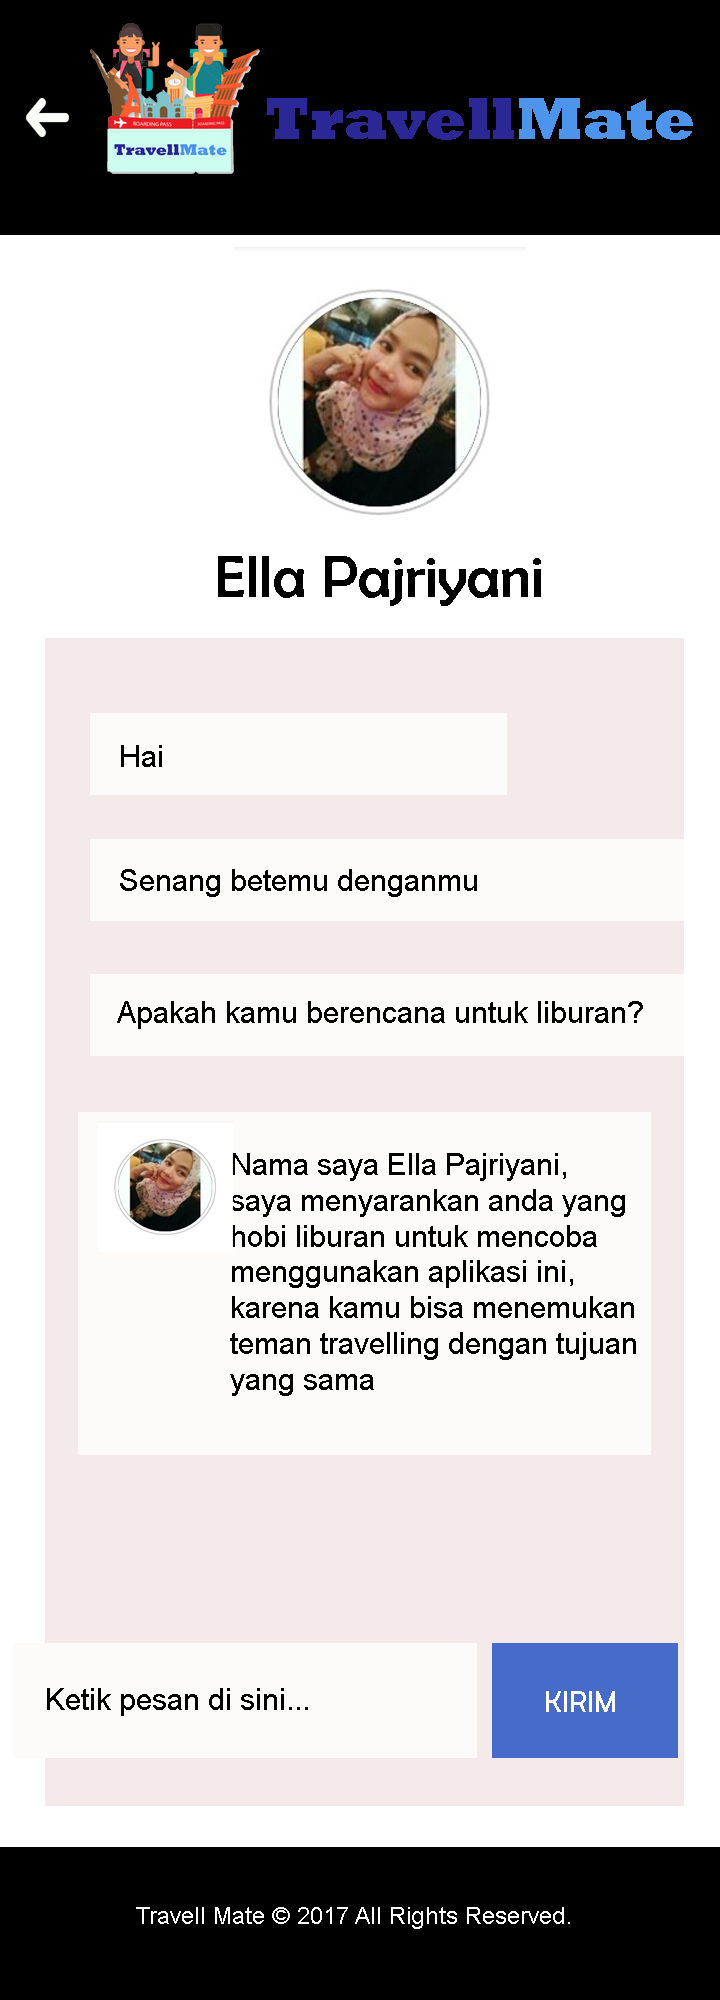 BOARDING PASS
BOARDING PASS
TravellMate
TravellMate
Ella Pajriyani
Hai
Senang betemu denganmu
Apakah kamu berencana untuk liburan?
Nama saya Ella Pajriyani,
saya menyarankan anda yang
hobi liburan untuk mencoba
menggunakan aplikasi ini,
karena kamu bisa menemukan
teman travelling dengan tujuan
yang sama
Ketik pesan di sini...
KIRIM
Travell Mate © 2017 All Rights Reserved.